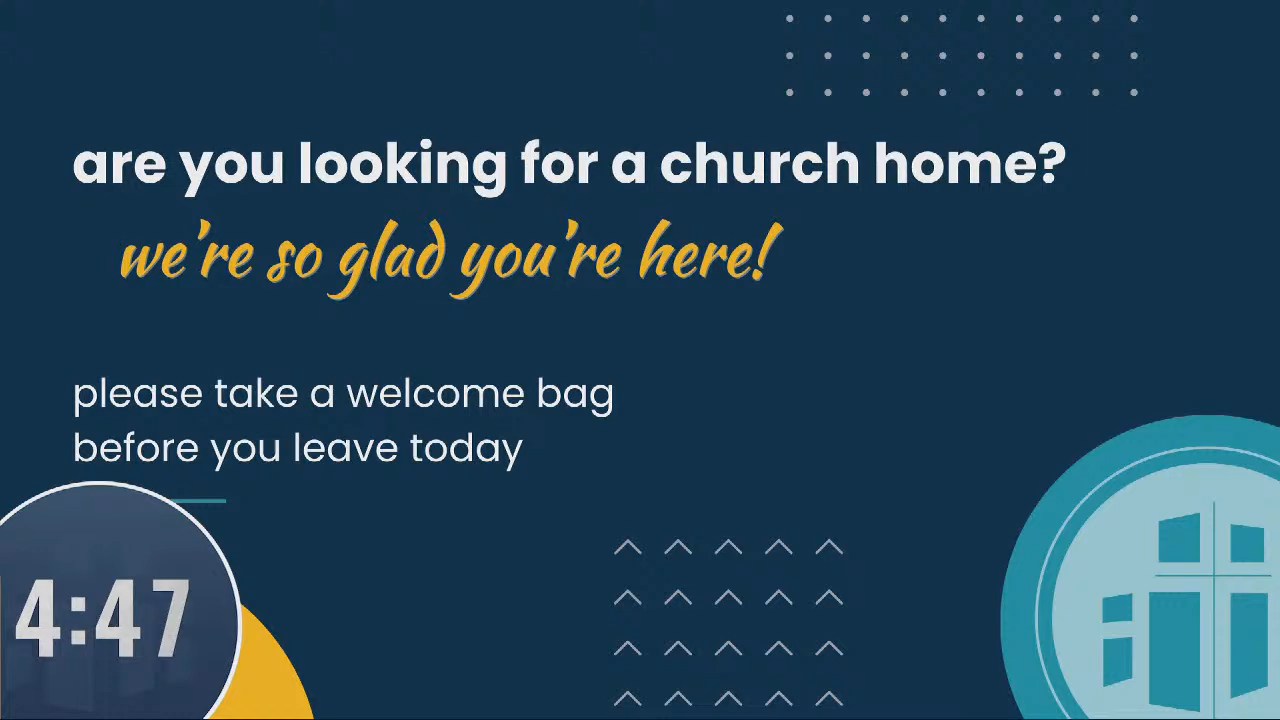 are you looking for a church home?
we're so glad you're here!
please take a welcome bag
before you leave today
4:47